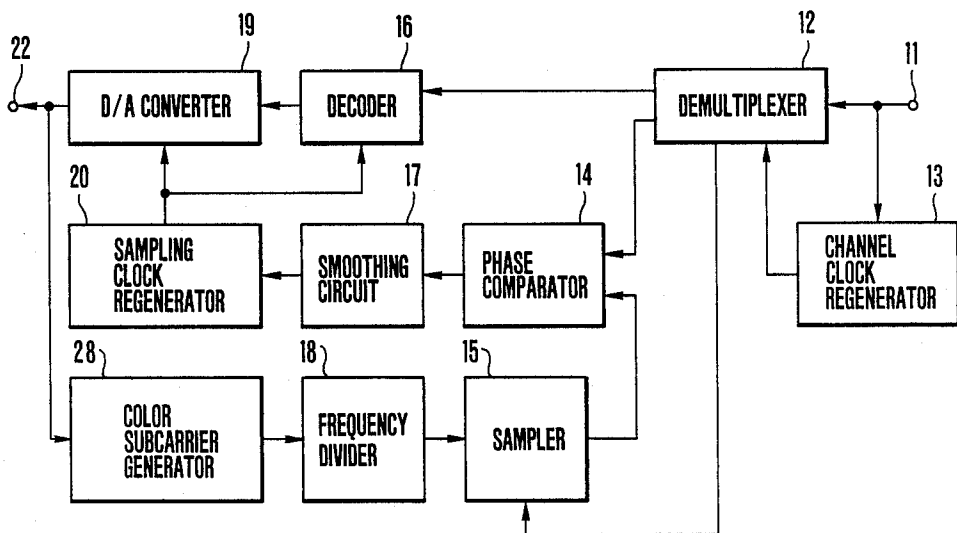 22
19
D/A CONVERTER
16
DECODER
12
DEMULTIPLEXER
11
20
SAMPLING
CLOCK
REGENERATOR
17
SMOOTHING
CIRCUIT
14
PHASE
COMPARATOR
13
CHANNEL
CLOCK
REGENERATOR
28
COLOR
SUBCARRIER
GENERATOR
18
FREQUENCY
DIVIDER
15
SAMPLER